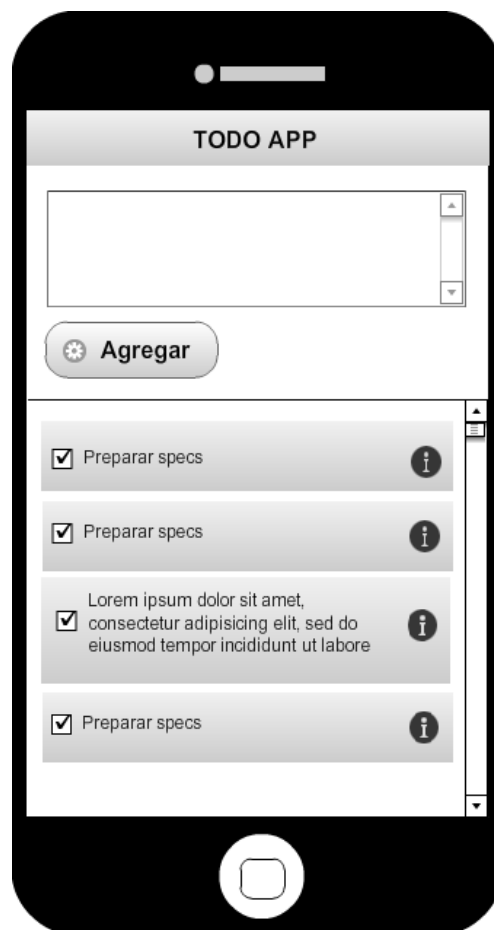 TODO APP
Agregar
Preparar specs
Preparar specs
Lorem ipsum dolor sit amet,
consectetur adipisicing elit, sed do
eiusmod tempor incididunt ut labore
Preparar specs